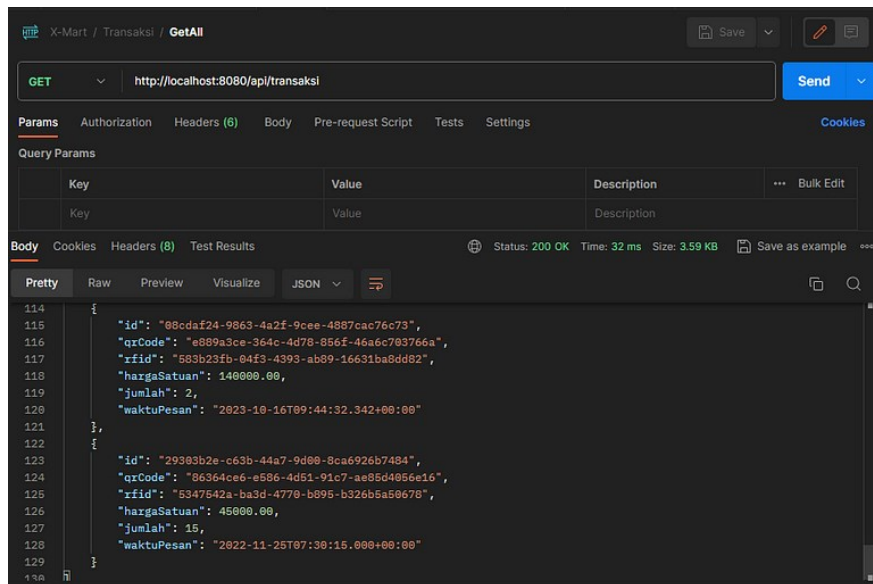 HTTP X-Mart / Transaksi / GetAll Save
GET http://localhost:8080/api/transaksi Send
Params Authorization Headers (6) Body Pre-request Script Tests Settings Cookies
Query Params
Key Value Description ••• Bulk Edit
Key Value Description
Body Cookies Headers (8) Test Results Status: 200 OK Time: 32 ms Size: 3.59 KB Save as example
Pretty Raw Preview Visualize JSON
114 {
115 "id": "08cdaf24-9863-4a2f-9cee-4887cac76c73",
116 "qrCode": "e889a3ce-364c-4d78-856f-46a6c703766a",
117 "rfid": "583b23fb-04f3-4393-ab89-16631ba8dd82",
118 "hargaSatuan": 140000.00,
119 "jumlah": 2,
120 "waktuPesan": "2023-10-16T09:44:32.342+00:00"
121 },
122 {
123 "id": "29303b2e-c63b-44a7-9d00-8ca6926b7484",
124 "qrCode": "86364ce6-e586-4d51-91c7-ae85d4056e16",
125 "rfid": "5347542a-ba3d-4770-b895-b326b5a50678",
126 "hargaSatuan": 45000.00,
127 "jumlah": 15,
128 "waktuPesan": "2022-11-25T07:30:15.000+00:00"
129 }
130 ]